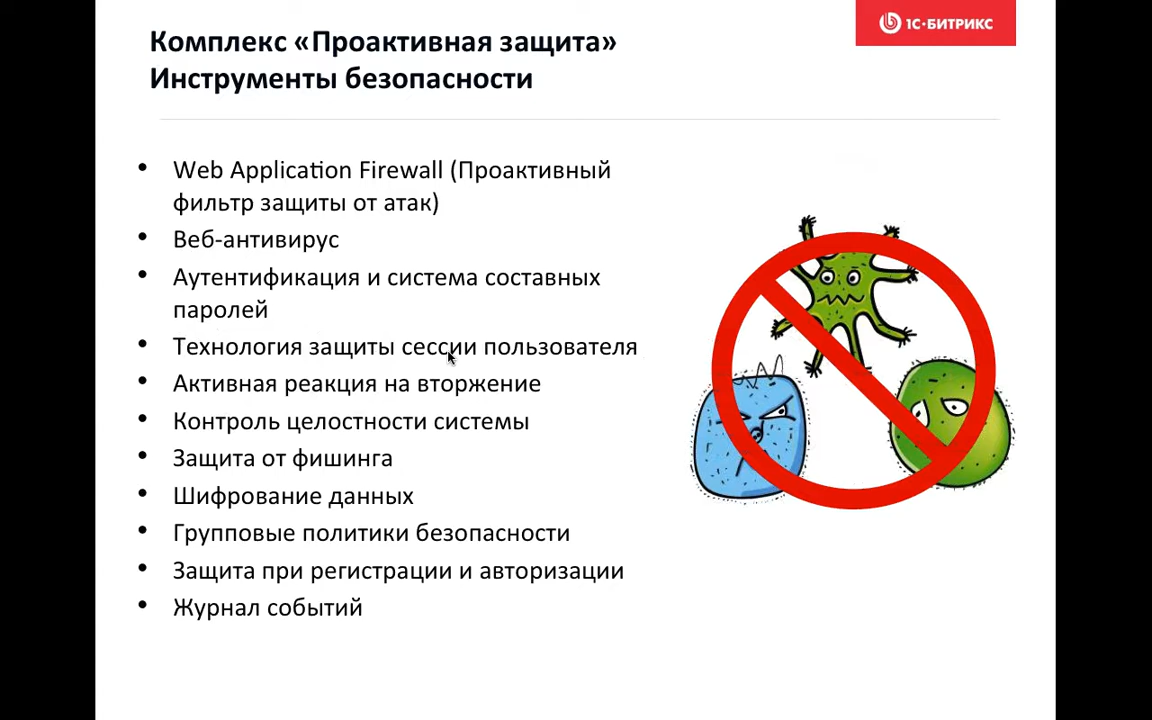 1С·БИТРИКС
Комплекс «Проактивная защита»
Инструменты безопасности
• Web Application Firewall (Проактивный
фильтр защиты от атак)
• Веб-антивирус
• Аутентификация и система составных
паролей
• Технология защиты сессии пользователя
• Активная реакция на вторжение
• Контроль целостности системы
• Защита от фишинга
• Шифрование данных
• Групповые политики безопасности
• Защита при регистрации и авторизации
• Журнал событий